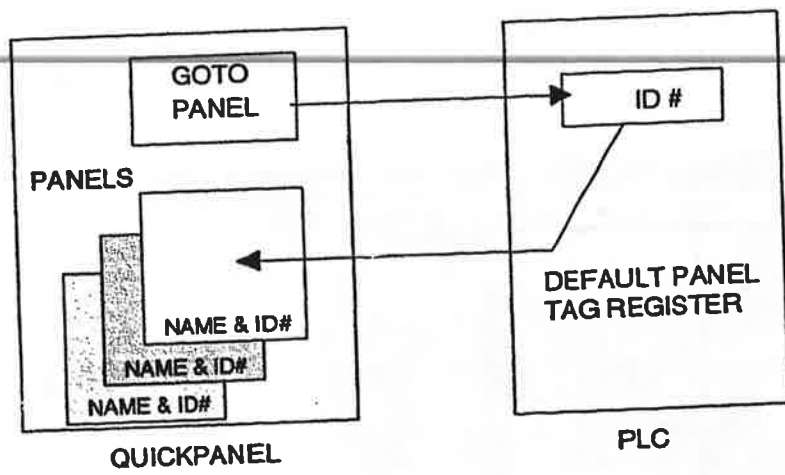 GOTO
PANEL
ID #
PANELS
NAME & ID#
NAME & ID#
NAME & ID#
DEFAULT PANEL
TAG REGISTER
QUICKPANEL
PLC